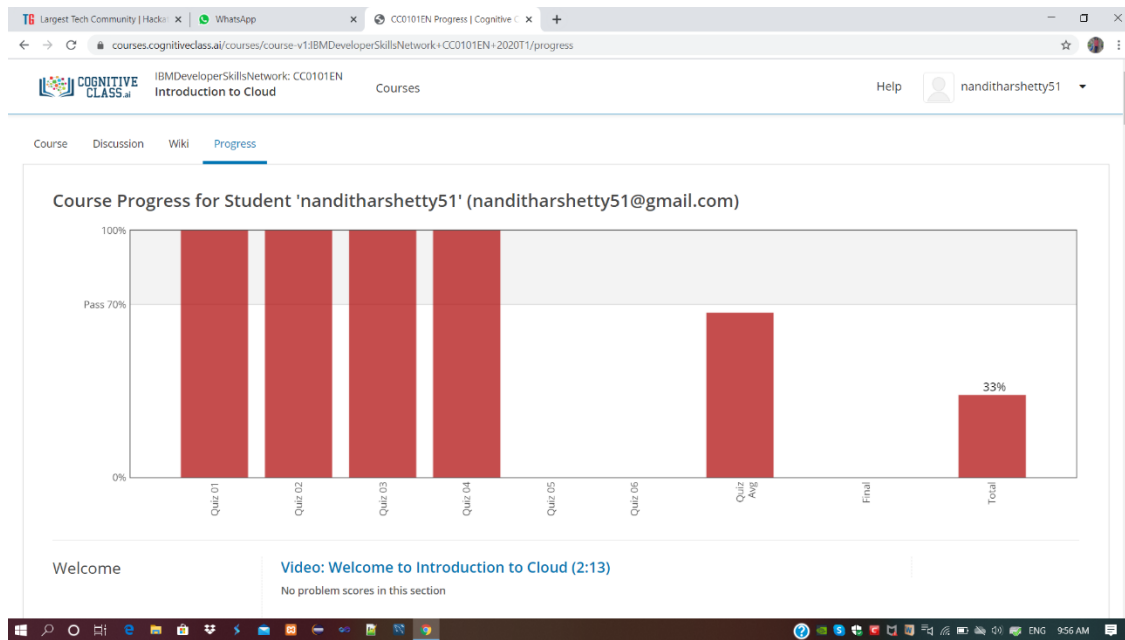 TG Largest Tech Community | Hacka
WhatsApp
CC0101EN Progress | Cognitive C
courses.cognitiveclass.ai/courses/course-v1:IBMDeveloperSkillsNetwork+CC0101EN+2020T1/progress
COGNITIVE
CLASS.ai
IBMDeveloperSkillsNetwork: CC0101EN
Introduction to Cloud
Courses
Help
nanditharshetty51
Course Discussion Wiki Progress
Course Progress for Student 'nanditharshetty51' (nanditharshetty51@gmail.com)
100%
Pass 70%
33%
0%
Quiz 01
Quiz 02
Quiz 03
Quiz 04
Quiz 05
Quiz 06
Quiz
Avg
Final
Total
Welcome
Video: Welcome to Introduction to Cloud (2:13)
No problem scores in this section
ENG 9:56 AM